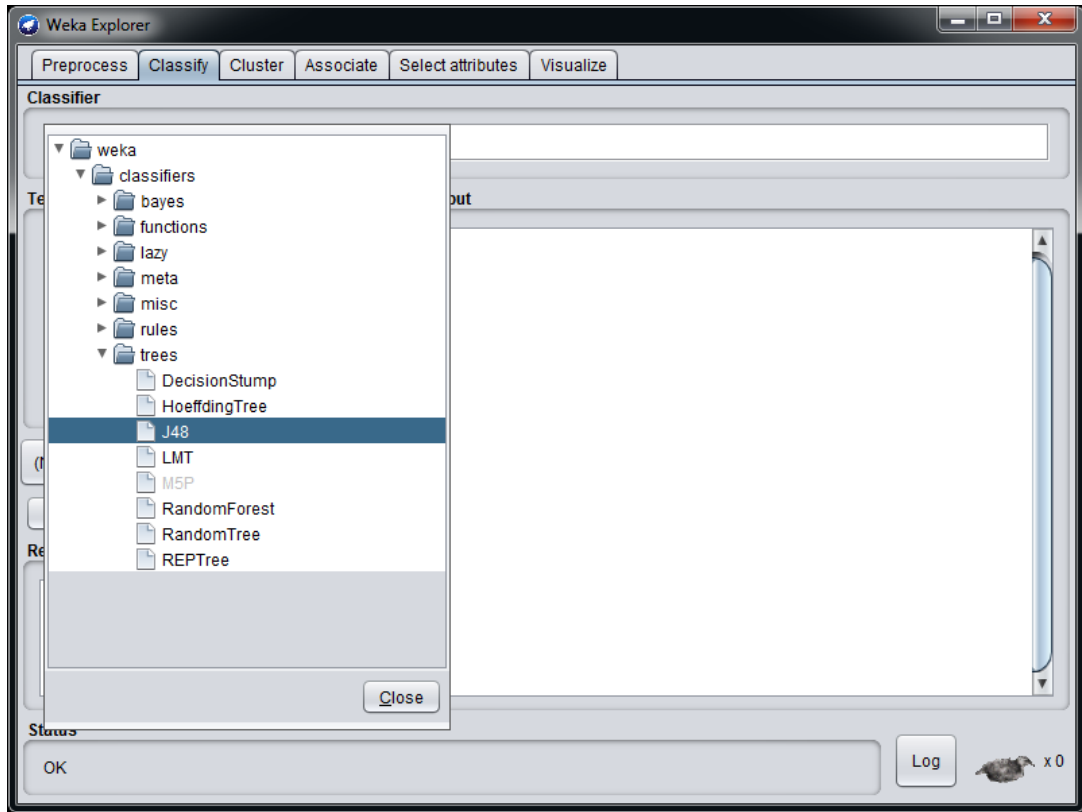 Weka Explorer
Preprocess Classify Cluster Associate Select attributes Visualize
Classifier
weka
classifiers
bayes
functions
lazy
meta
misc
rules
trees
DecisionStump
HoeffdingTree
J48
LMT
M5P
RandomForest
RandomTree
REPTree
Close
Status
OK
Log
x 0